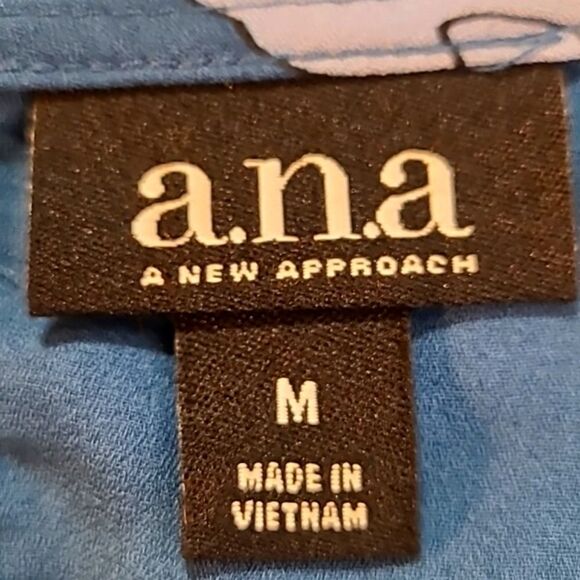 a.n.a
A NEW APPROACH
M
MADE IN
VIETNAM